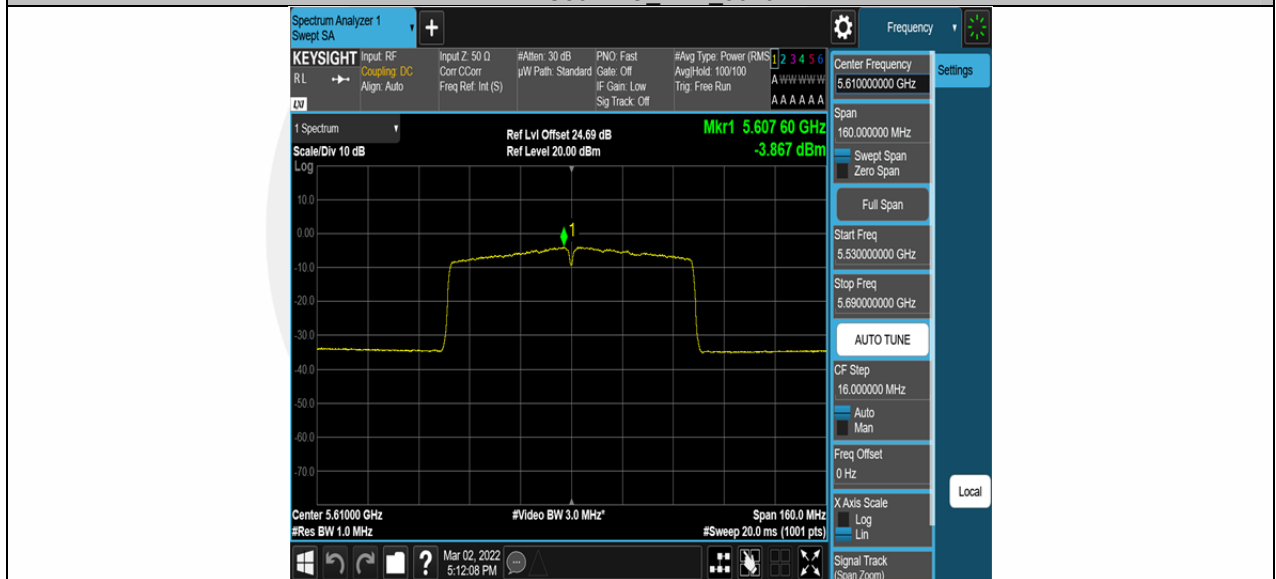 Spectrum Analyzer 1
Swept SA
+
Frequency
KEYSIGHT
RL
LXI
Input: RF
Coupling: DC
Align: Auto
Input Z: 50 Ω
Corr CCorr
Freq Ref: Int (S)
#Atten: 30 dB
µW Path: Standard
PNO: Fast
Gate: Off
IF Gain: Low
Sig Track: Off
#Avg Type: Power (RMS
Avg|Hold: 100/100
Trig: Free Run
1 2 3 4 5 6
A W W W W W
A A A A A A
1 Spectrum
Scale/Div 10 dB
Ref Lvl Offset 24.69 dB
Ref Level 20.00 dBm
Mkr1 5.607 60 GHz
-3.867 dBm
Log
10.0
0.00
-10.0
-20.0
-30.0
-40.0
-50.0
-60.0
-70.0
1
Center 5.61000 GHz
#Res BW 1.0 MHz
#Video BW 3.0 MHz*
Span 160.0 MHz
#Sweep 20.0 ms (1001 pts)
Center Frequency
5.610000000 GHz
Settings
Span
160.000000 MHz
Swept Span
Zero Span
Full Span
Start Freq
5.530000000 GHz
Stop Freq
5.690000000 GHz
AUTO TUNE
CF Step
16.000000 MHz
Auto
Man
Freq Offset
0 Hz
X Axis Scale
Log
Lin
Local
Signal Track
(Span Zoom)
?
Mar 02, 2022
5:12:08 PM